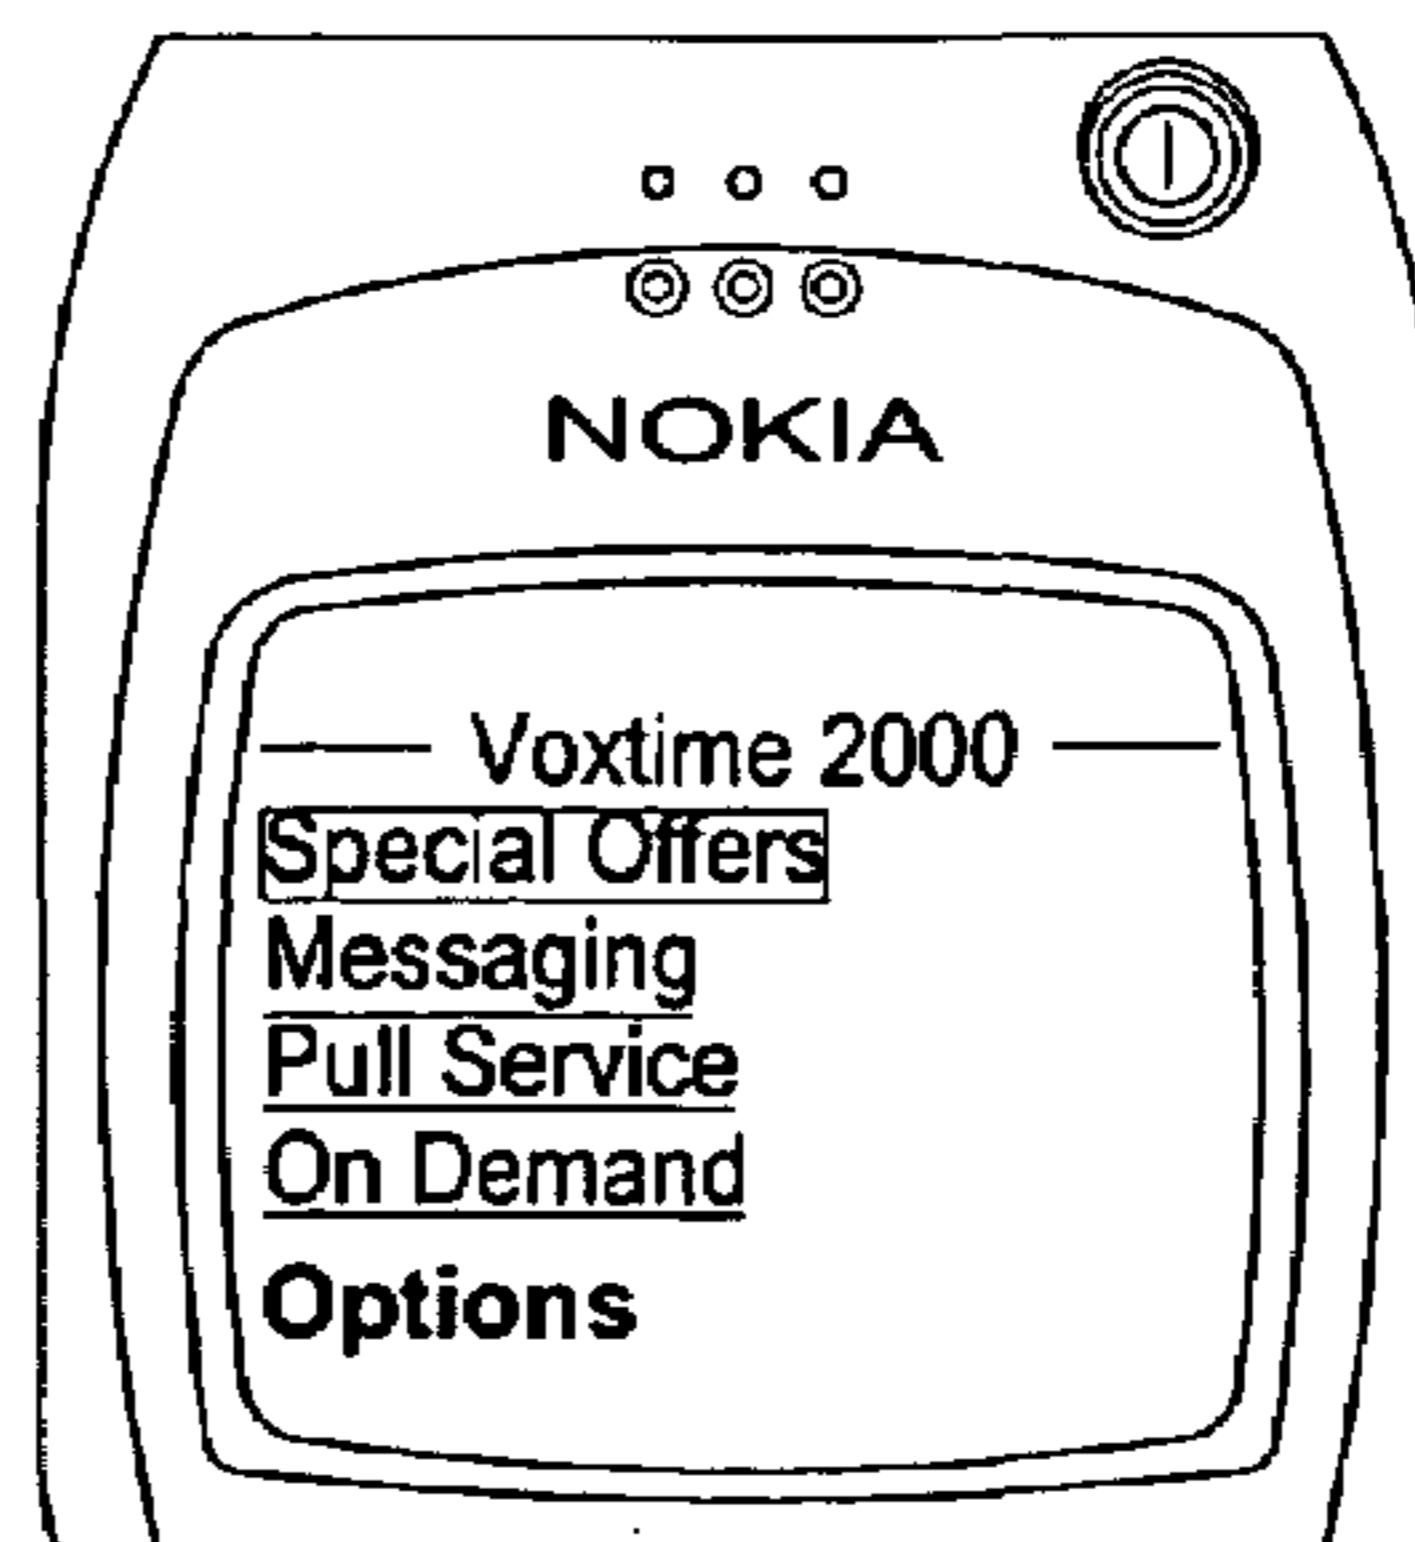 NOKIA
Voxtime 2000
Special Offers
Messaging
Pull Service
On Demand
Options